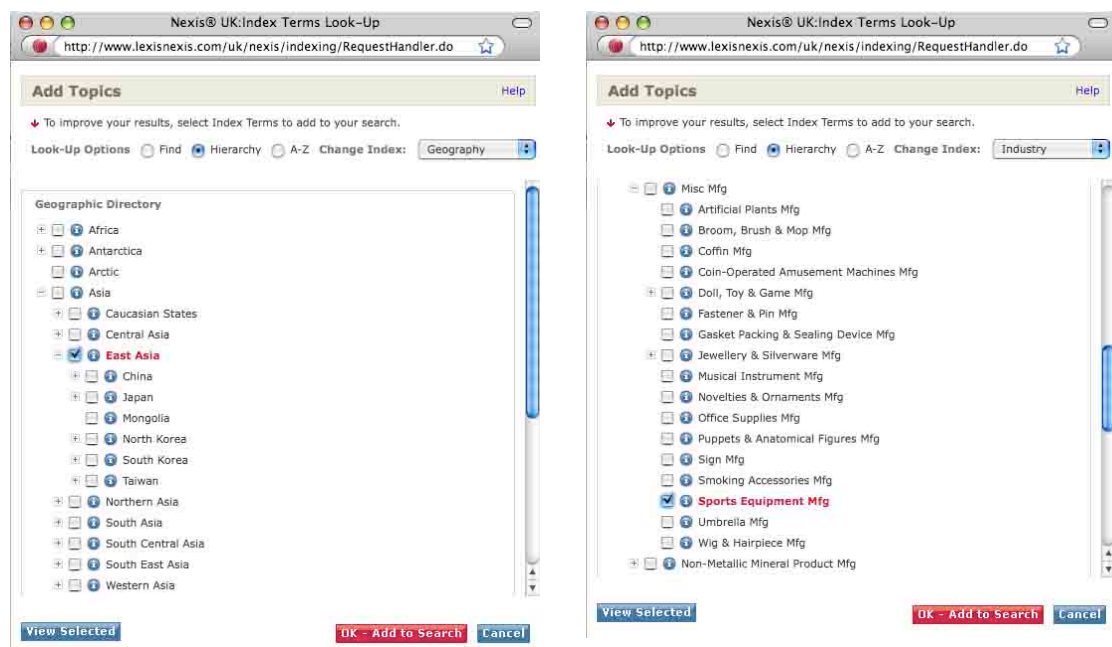 Nexis® UK:Index Terms Look-Up
http://www.lexisnexis.com/uk/nexis/indexing/RequestHandler.do
Add Topics Help
To improve your results, select Index Terms to add to your search.
Look-Up Options Find Hierarchy A-Z Change Index: Geography
Geographic Directory
Africa
Antarctica
Arctic
Asia
Caucasian States
Central Asia
East Asia
China
Japan
Mongolia
North Korea
South Korea
Taiwan
Northern Asia
South Asia
South Central Asia
South East Asia
Western Asia
View Selected OK - Add to Search Cancel
Nexis® UK:Index Terms Look-Up
http://www.lexisnexis.com/uk/nexis/indexing/RequestHandler.do
Add Topics Help
To improve your results, select Index Terms to add to your search.
Look-Up Options Find Hierarchy A-Z Change Index: Industry
Misc Mfg
Artificial Plants Mfg
Broom, Brush & Mop Mfg
Coffin Mfg
Coin-Operated Amusement Machines Mfg
Doll, Toy & Game Mfg
Fastener & Pin Mfg
Gasket Packing & Sealing Device Mfg
Jewellery & Silverware Mfg
Musical Instrument Mfg
Novelties & Ornaments Mfg
Office Supplies Mfg
Puppets & Anatomical Figures Mfg
Sign Mfg
Smoking Accessories Mfg
Sports Equipment Mfg
Umbrella Mfg
Wig & Hairpiece Mfg
Non-Metallic Mineral Product Mfg
View Selected OK - Add to Search Cancel